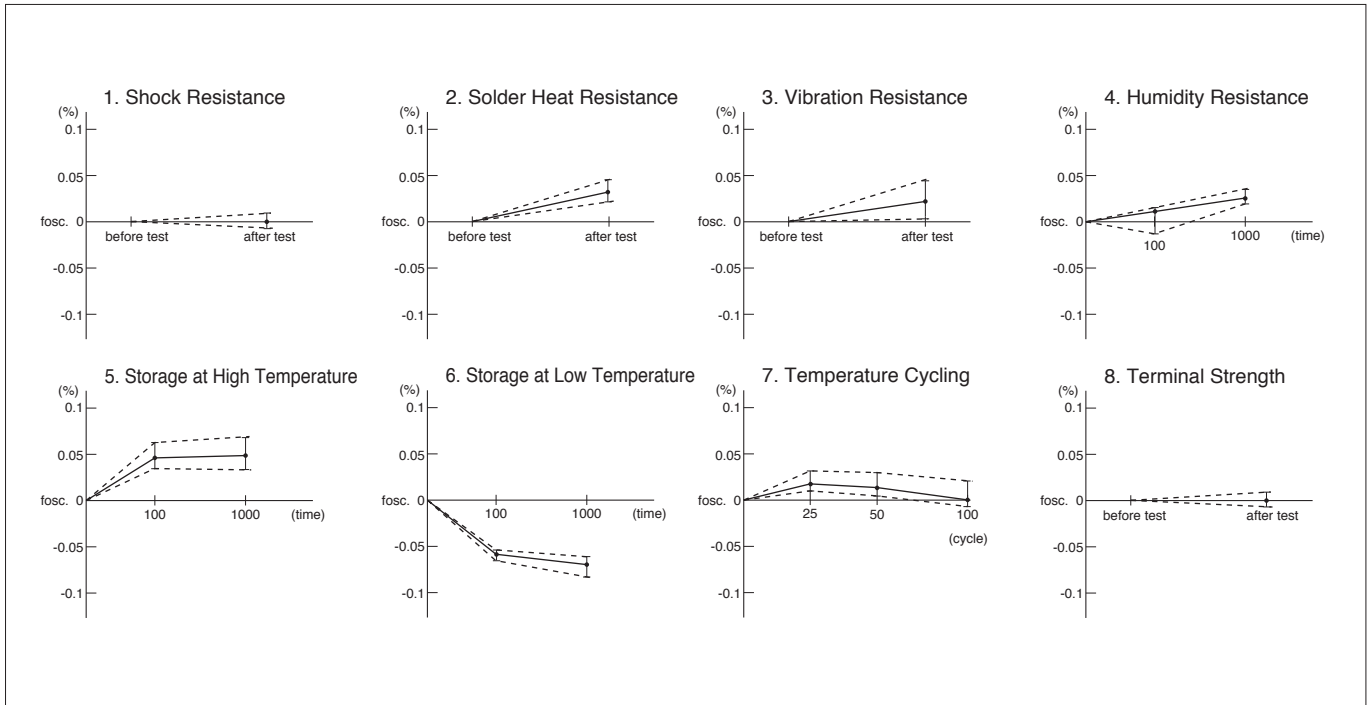 1. Shock Resistance
(%)
0.1
0.05
fosc. 0
-0.05
-0.1
before test after test
2. Solder Heat Resistance
(%)
0.1
0.05
fosc. 0
-0.05
-0.1
before test after test
3. Vibration Resistance
(%)
0.1
0.05
fosc. 0
-0.05
-0.1
before test after test
4. Humidity Resistance
(%)
0.1
0.05
fosc. 0
-0.05
-0.1
100 1000 (time)
5. Storage at High Temperature
(%)
0.1
0.05
fosc. 0
-0.05
-0.1
100 1000 (time)
6. Storage at Low Temperature
(%)
0.1
0.05
fosc. 0
-0.05
-0.1
100 1000 (time)
7. Temperature Cycling
(%)
0.1
0.05
fosc. 0
-0.05
-0.1
25 50 100
(cycle)
8. Terminal Strength
(%)
0.1
0.05
fosc. 0
-0.05
-0.1
before test after test